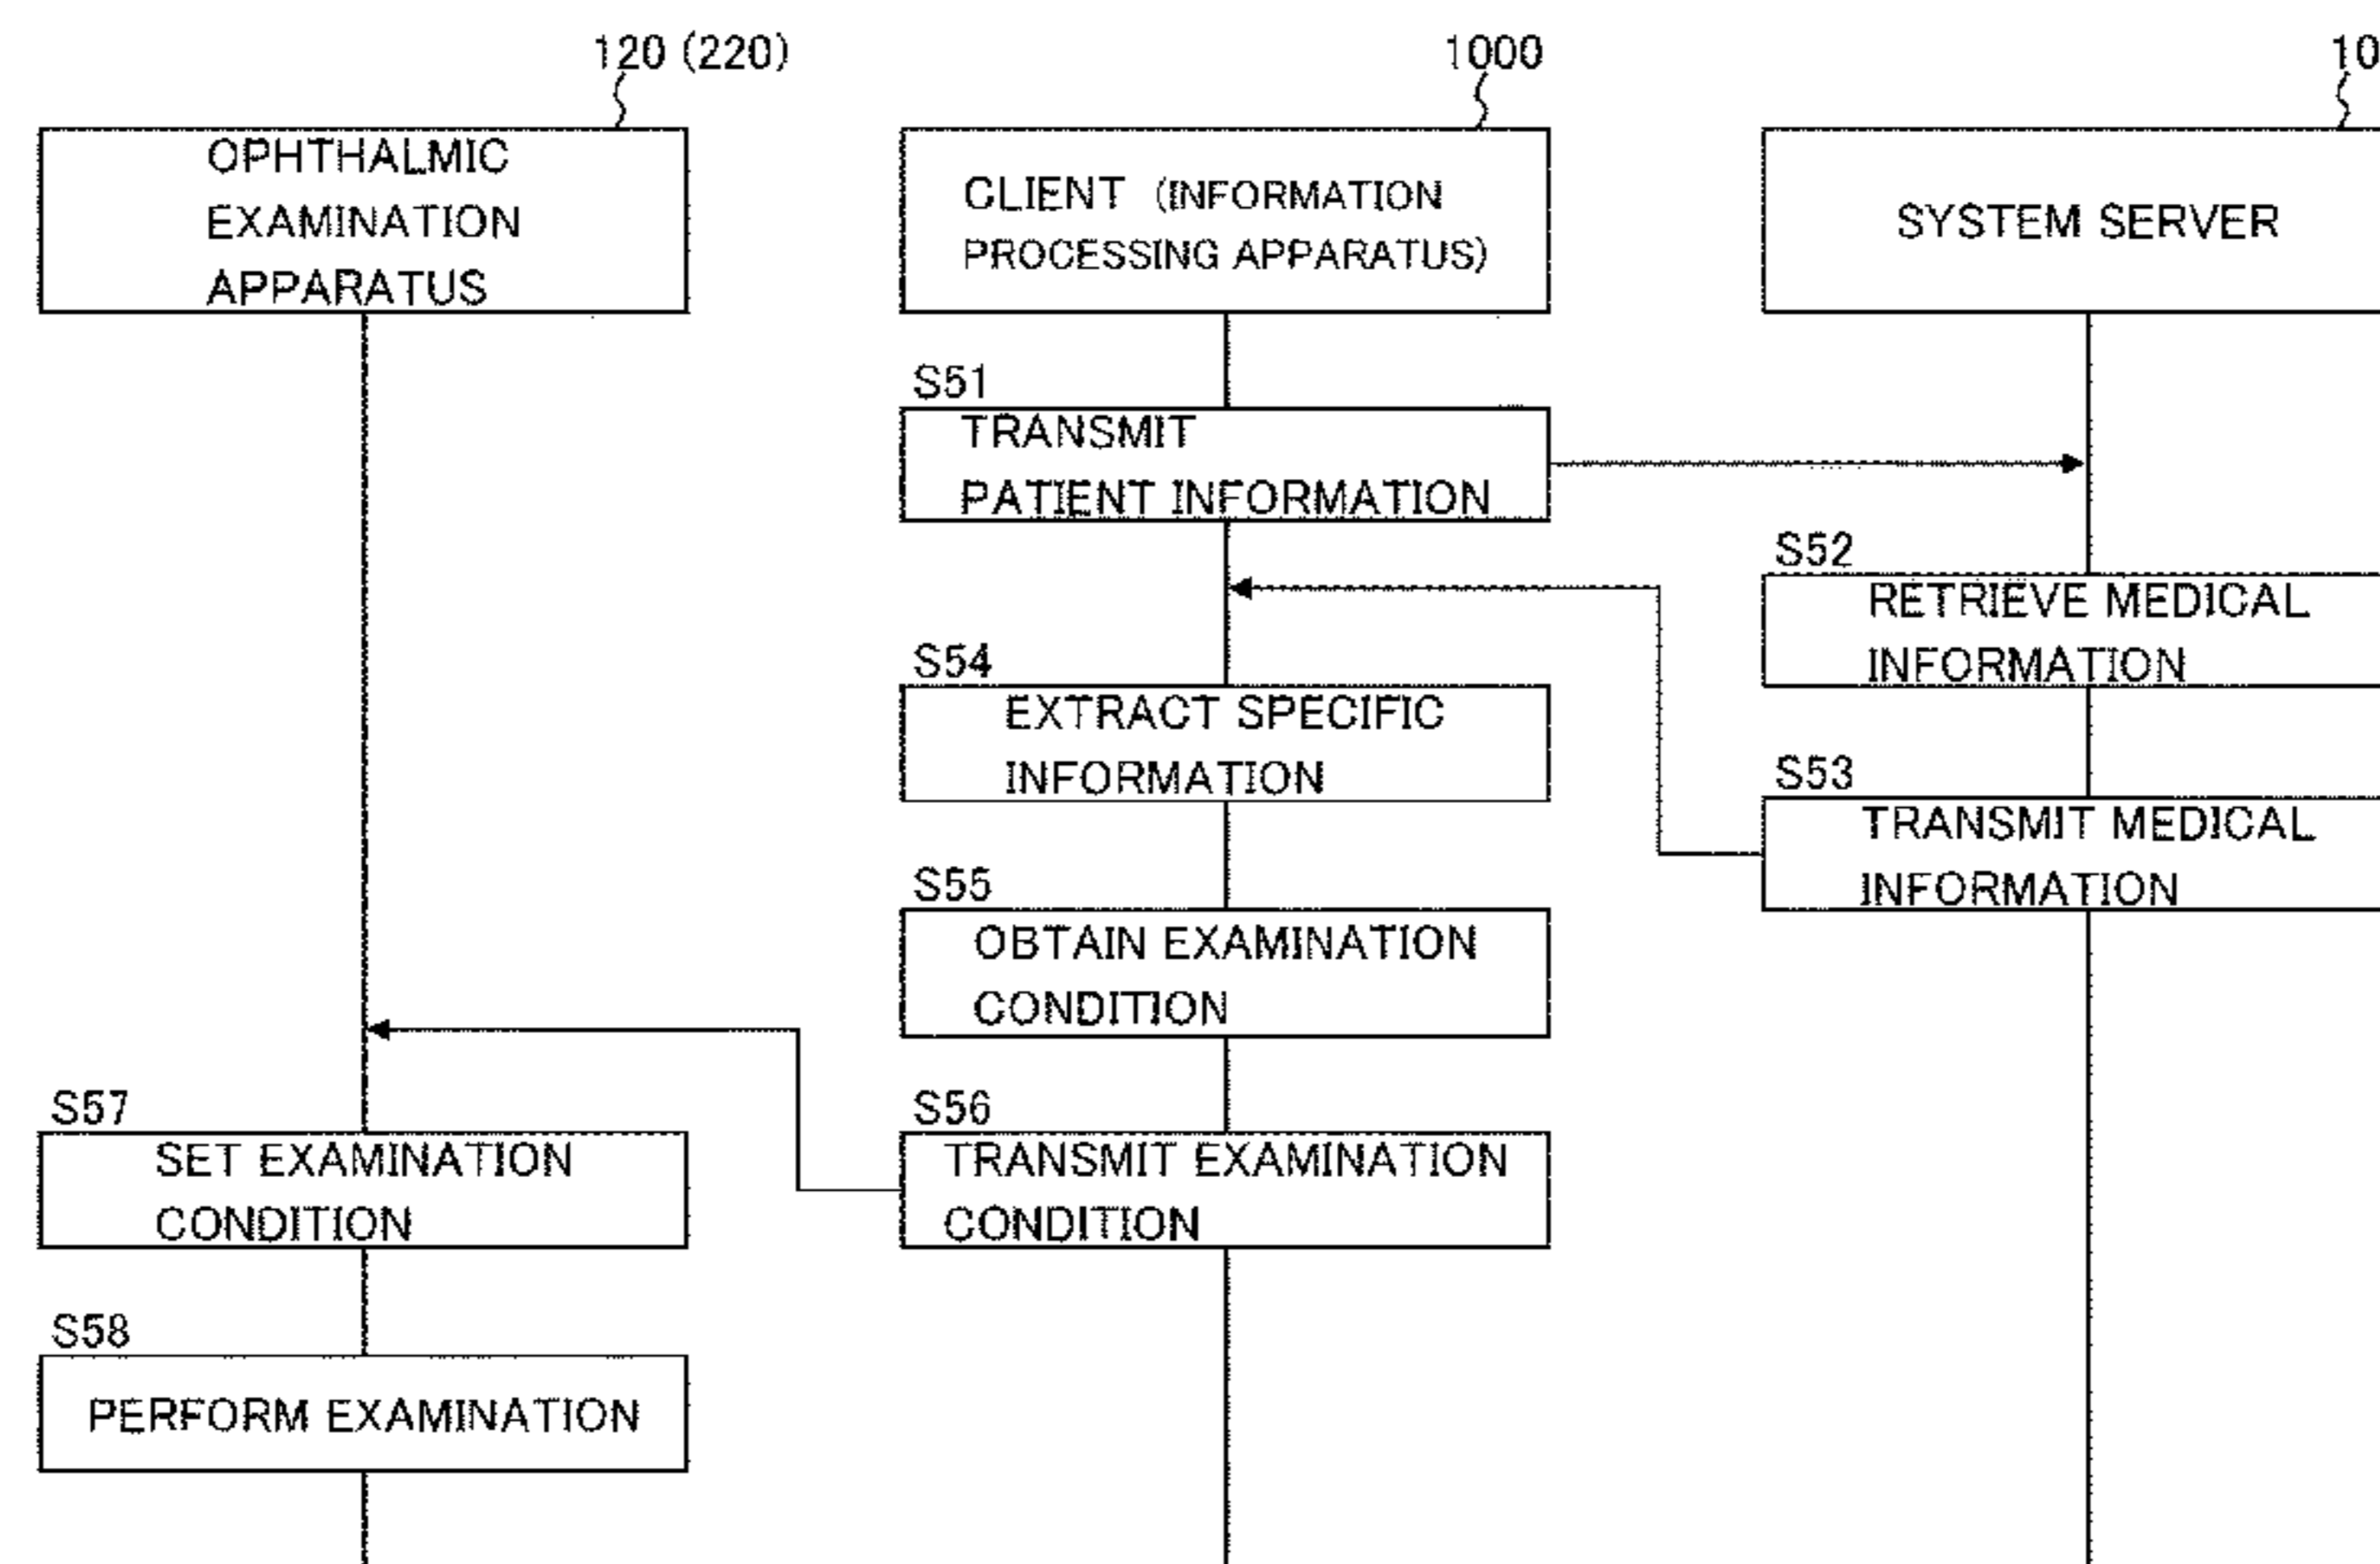 120 (220)
1000
OPHTHALMIC
EXAMINATION
APPARATUS
CLIENT (INFORMATION
PROCESSING APPARATUS)
SYSTEM SERVER
S51
TRANSMIT
PATIENT INFORMATION
S52
RETRIEVE MEDICAL
INFORMATION
S54
EXTRACT SPECIFIC
INFORMATION
S53
TRANSMIT MEDICAL
INFORMATION
S55
OBTAIN EXAMINATION
CONDITION
S57
SET EXAMINATION
CONDITION
S56
TRANSMIT EXAMINATION
CONDITION
S58
PERFORM EXAMINATION